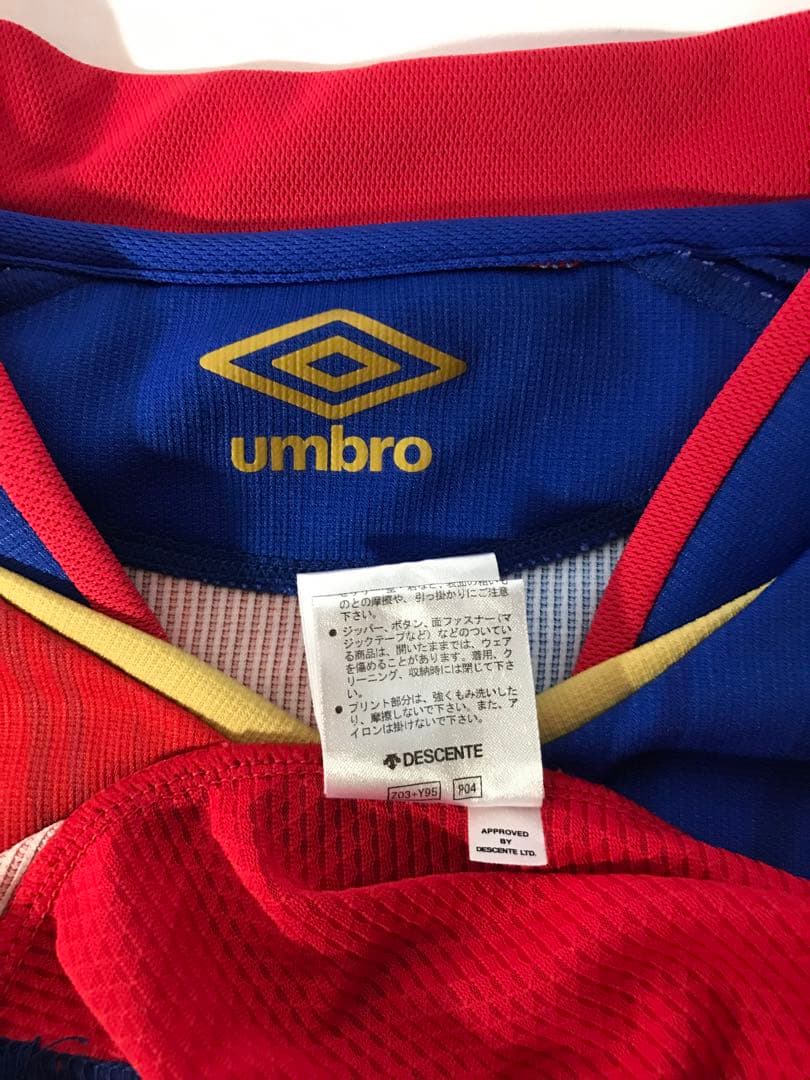 umbro
のとの摩擦や、引っ掛かりにご注意
下さい。
● ジッパー、ボタン、面ファスナー(マ
ジックテープなど)などのついてい
る商品は、開いたままでは、ウェア
を傷めることがあります。着用、ク
リーニング、収納時には閉じて下さ
い。
● プリント部分は、強くもみ洗いした
り、摩擦しないで下さい。また、ア
イロンは掛けないで下さい。
DESCENTE
Z03+Y95 904
APPROVED
BY
DESCENTE LTD.